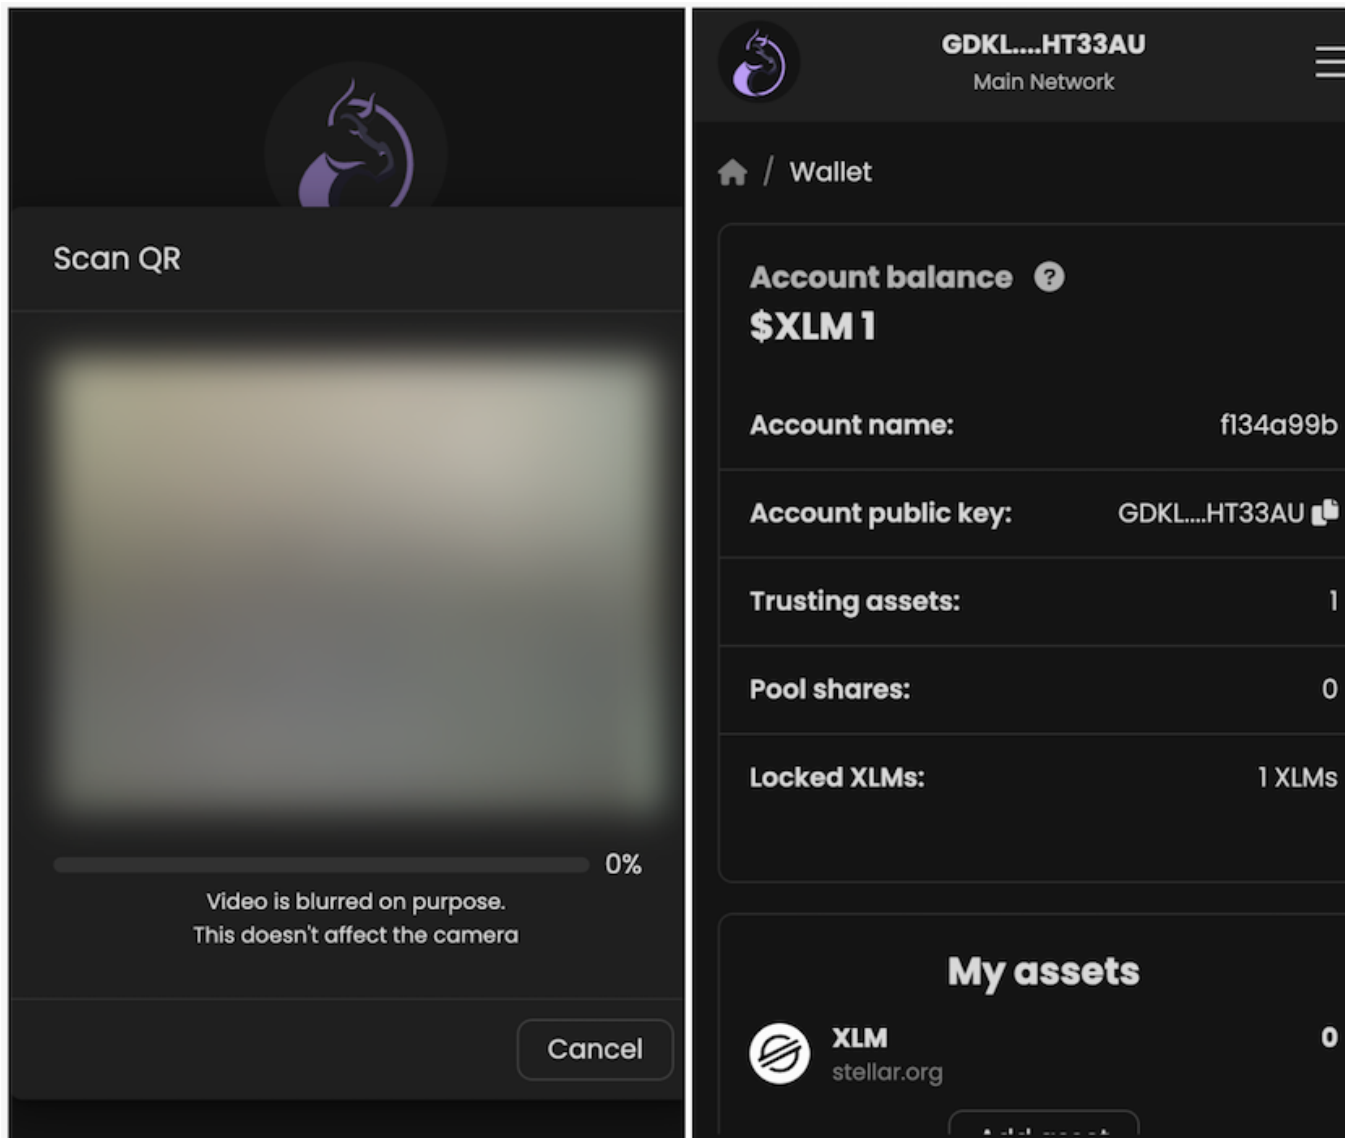 Scan QR
0%
Video is blurred on purpose.
This doesn't affect the camera
Cancel
GDKL....HT33AU
Main Network
/ Wallet
Account balance ?
$XLM 1
Account name: f134a99b
Account public key: GDKL....HT33AU
Trusting assets: 1
Pool shares: 0
Locked XLMs: 1 XLMs
My assets
XLM 0
stellar.org
Add asset